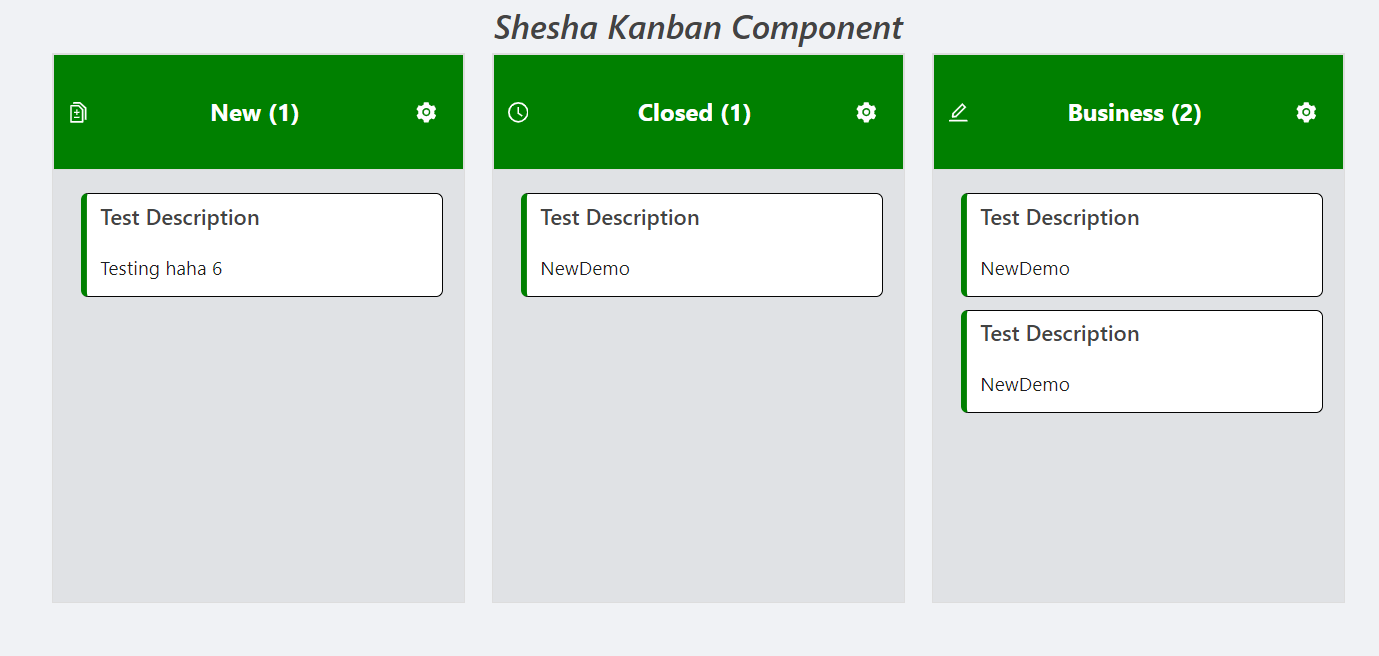 Shesha Kanban Component
New (1)
Test Description
Testing haha 6
Closed (1)
Test Description
NewDemo
Business (2)
Test Description
NewDemo
Test Description
NewDemo